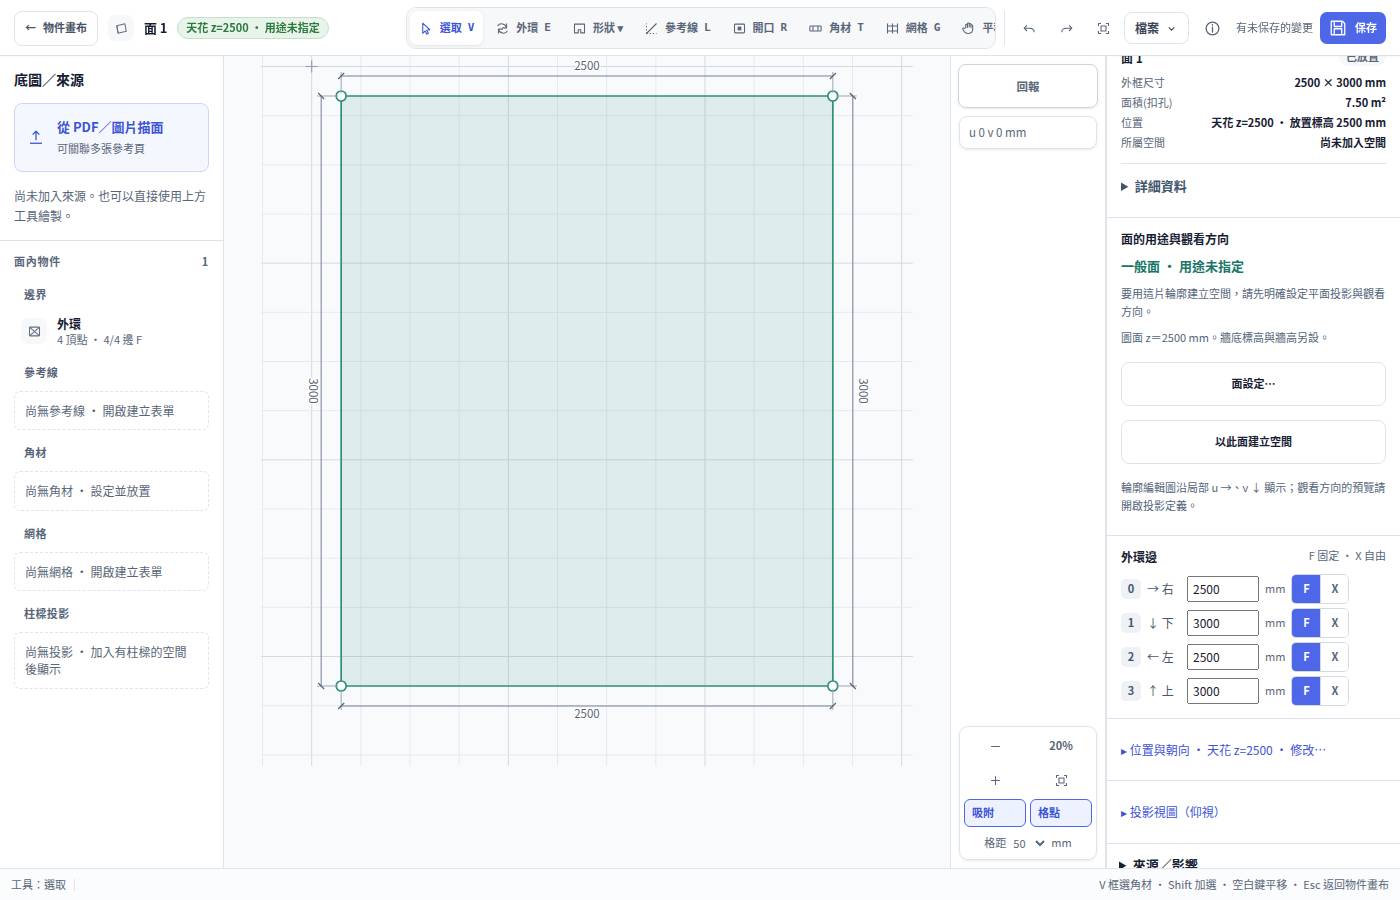 ← 物件畫布
面 1
天花 z=2500 · 用途未指定
選取 V
外環 E
形狀 ▾
參考線 L
開口 R
角材 T
網格 G
檔案
有未保存的變更
保存
底圖／來源
從 PDF／圖片描面
可關聯多張參考頁
尚未加入來源。也可以直接使用上方
工具繪製。
面內物件 1
邊界
外環
4 頂點 · 4/4 邊 F
參考線
尚無參考線 · 開啟建立表單
角材
尚無角材 · 設定並放置
網格
尚無網格 · 開啟建立表單
柱樑投影
尚無投影 · 加入有柱樑的空間
後顯示
2500
3000
3000
2500
回報
u 0 v 0 mm
− 20%
+
吸附 格點
格距 50 mm
面 1 已放置
外框尺寸 2500 × 3000 mm
面積(扣孔) 7.50 m²
位置 天花 z=2500 · 放置標高 2500 mm
所屬空間 尚未加入空間
▶ 詳細資料
面的用途與觀看方向
一般面 · 用途未指定
要用這片輪廓建立空間，請先明確設定平面投影與觀看
方向。
圖面 z＝2500 mm。牆底標高與牆高另設。
面設定…
以此面建立空間
輪廓編輯圖沿局部 u →、v ↓ 顯示；觀看方向的預覽請
開啟投影定義。
外環邊 F 固定 · X 自由
0 → 右 2500 mm F X
1 ↓ 下 3000 mm F X
2 ← 左 2500 mm F X
3 ↑ 上 3000 mm F X
▸ 位置與朝向 · 天花 z=2500 · 修改…
▸ 投影視圖（仰視）
▶ 來源／影響
工具：選取
V 框選角材 · Shift 加選 · 空白鍵平移 · Esc 返回物件畫布